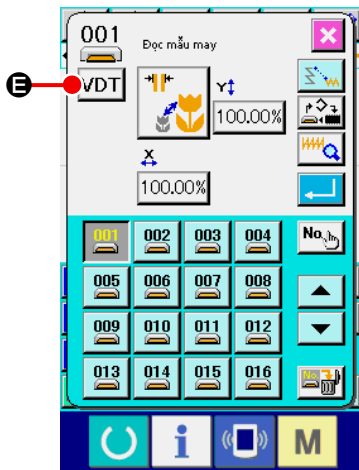 001
Đọc mẫu may
E
VDT
Y
100.00%
X
100.00%
001 002 003 004 No.
005 006 007 008
009 010 011 012
013 014 015 016 No.
i M